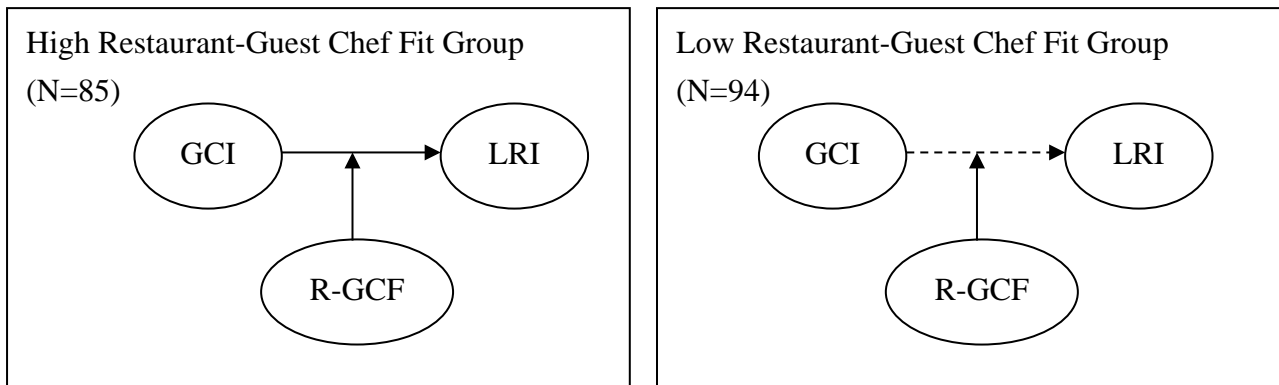 High Restaurant-Guest Chef Fit Group
(N=85)
GCI
LRI
R-GCF
Low Restaurant-Guest Chef Fit Group
(N=94)
GCI
LRI
R-GCF